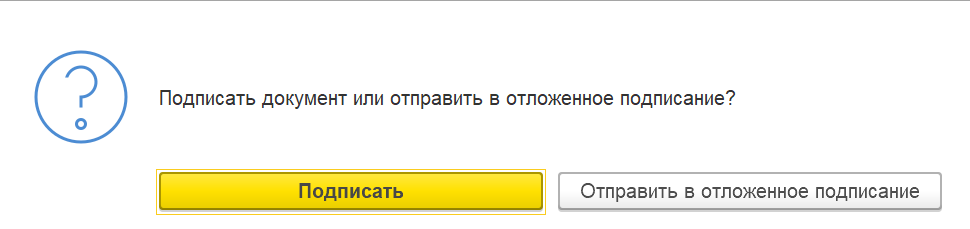 Подписать документ или отправить в отложенное подписание?
Подписать
Отправить в отложенное подписание